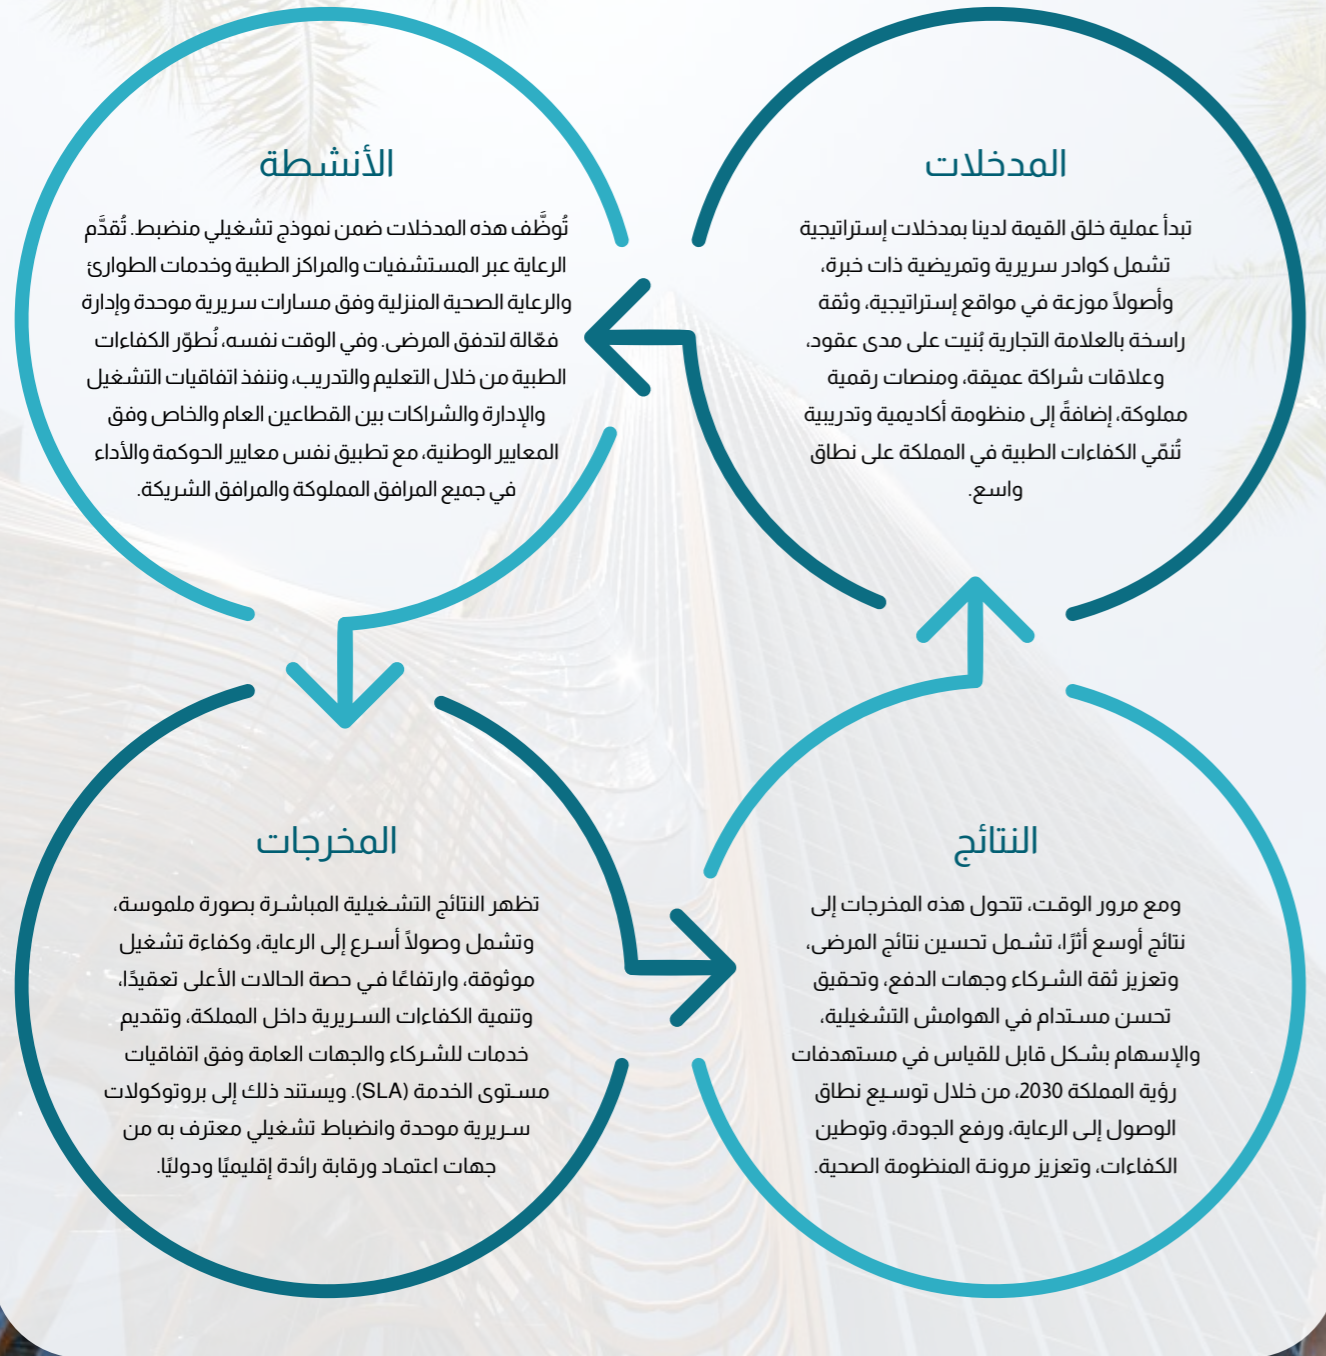 المدخلات
تبدأ عملية خلق القيمة لدينا بمدخلات إستراتيجية
تشمل كوادر سريرية وتمريضية ذات خبرة،
وأصولاً موزعة في مواقع إستراتيجية، وثقة
راسخة بالعلامة التجارية بُنيت على مدى عقود،
وعلاقات شراكة عميقة، ومنصات رقمية
مملوكة، إضافةً إلى منظومة أكاديمية وتدريبية
تُنمّي الكفاءات الطبية في المملكة على نطاق
واسع.
الأنشطة
تُوظَّف هذه المدخلات ضمن نموذج تشغيلي منضبط. تُقدَّم
الرعاية عبر المستشفيات والمراكز الطبية وخدمات الطوارئ
والرعاية الصحية المنزلية وفق مسارات سريرية موحدة وإدارة
فعّالة لتدفق المرضى. وفي الوقت نفسه، نُطوّر الكفاءات
الطبية من خلال التعليم والتدريب، وننفذ اتفاقيات التشغيل
والإدارة والشراكات بين القطاعين العام والخاص وفق
المعايير الوطنية، مع تطبيق نفس معايير الحوكمة والأداء
في جميع المرافق المملوكة والمرافق الشريكة.
المخرجات
تظهر النتائج التشغيلية المباشرة بصورة ملموسة،
وتشمل وصولاً أسرع إلى الرعاية، وكفاءة تشغيل
موثوقة، وارتفاعًا في حصة الحالات الأعلى تعقيدًا،
وتنمية الكفاءات السريرية داخل المملكة، وتقديم
خدمات للشركاء والجهات العامة وفق اتفاقيات
مستوى الخدمة (SLA). ويستند ذلك إلى بروتوكولات
سريرية موحدة وانضباط تشغيلي معترف به من
جهات اعتماد ورقابة رائدة إقليميًا ودوليًا.
النتائج
ومع مرور الوقت، تتحول هذه المخرجات إلى
نتائج أوسع أثرًا، تشمل تحسين نتائج المرضى،
وتعزيز ثقة الشركاء وجهات الدفع، وتحقيق
تحسن مستدام في الهوامش التشغيلية،
والإسهام بشكل قابل للقياس في مستهدفات
رؤية المملكة 2030، من خلال توسيع نطاق
الوصول إلى الرعاية، ورفع الجودة، وتوطين
الكفاءات، وتعزيز مرونة المنظومة الصحية.